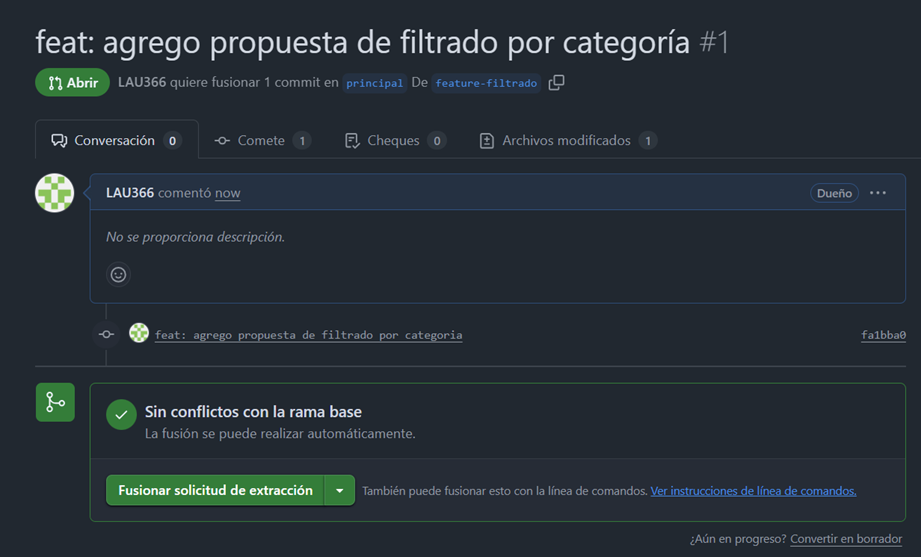 feat: agrego propuesta de filtrado por categoría #1
Abrir LAU366 quiere fusionar 1 commit en principal De feature-filtrado
Conversación 0 Comete 1 Cheques 0 Archivos modificados 1
LAU366 comentó now Dueño
No se proporciona descripción.
feat: agrego propuesta de filtrado por categoria fa1bba0
Sin conflictos con la rama base
La fusión se puede realizar automáticamente.
Fusionar solicitud de extracción También puede fusionar esto con la línea de comandos. Ver instrucciones de línea de comandos.
¿Aún en progreso? Convertir en borrador